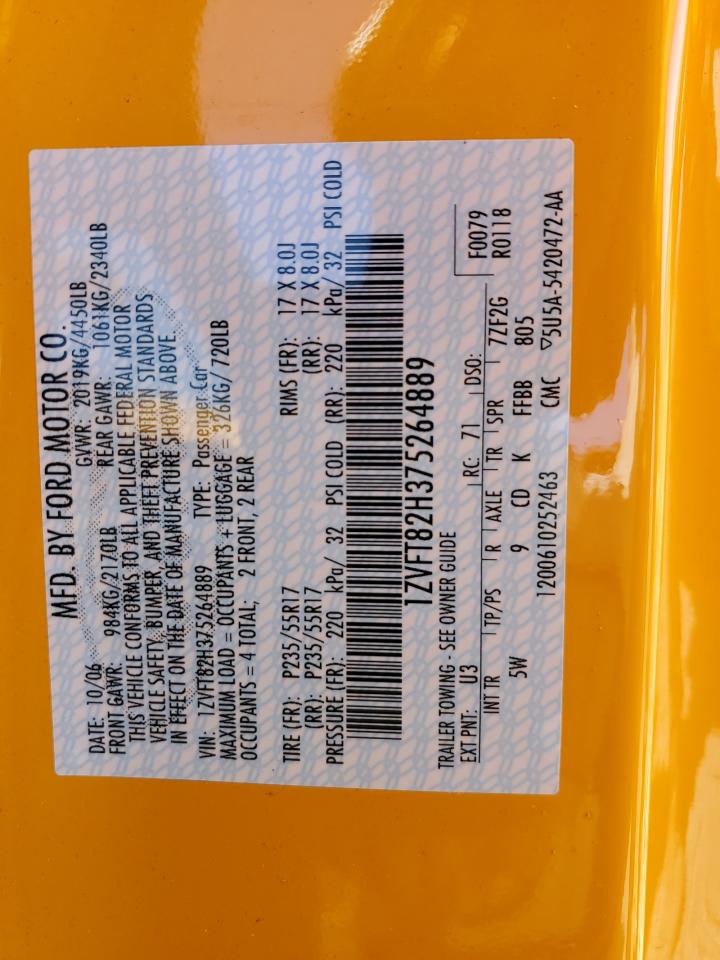 MFD. BY FORD MOTOR CO.
DATE: 10/06 GVWR: 2019KG/4450LB
FRONT GAWR: 984KG/2170LB REAR GAWR: 1061KG/2340LB
THIS VEHICLE CONFORMS TO ALL APPLICABLE FEDERAL MOTOR
VEHICLE SAFETY, BUMPER, AND THEFT PREVENTION STANDARDS
IN EFFECT ON THE DATE OF MANUFACTURE SHOWN ABOVE.
VIN: 1ZVFT82H375264889 TYPE: Passenger Car
MAXIMUM LOAD = OCCUPANTS + LUGGAGE = 326KG/ 720LB
OCCUPANTS = 4 TOTAL; 2 FRONT, 2 REAR
TIRE (FR): P235/55R17 RIMS (FR): 17 X 8.0J
(RR): P235/55R17 (RR): 17 X 8.0J
PRESSURE (FR): 220 kPa/ 32 PSI COLD (RR): 220 kPa/ 32 PSI COLD
1ZVFT82H375264889
TRAILER TOWING - SEE OWNER GUIDE F0079
EXT PNT: U3 RC: 71 DSO: R0118
INT TR TP/PS R AXLE TR SPR 77F2G
5W 9 CD K FFBB 805
1200610252463 CMC ▽5U5A-5420472-AA